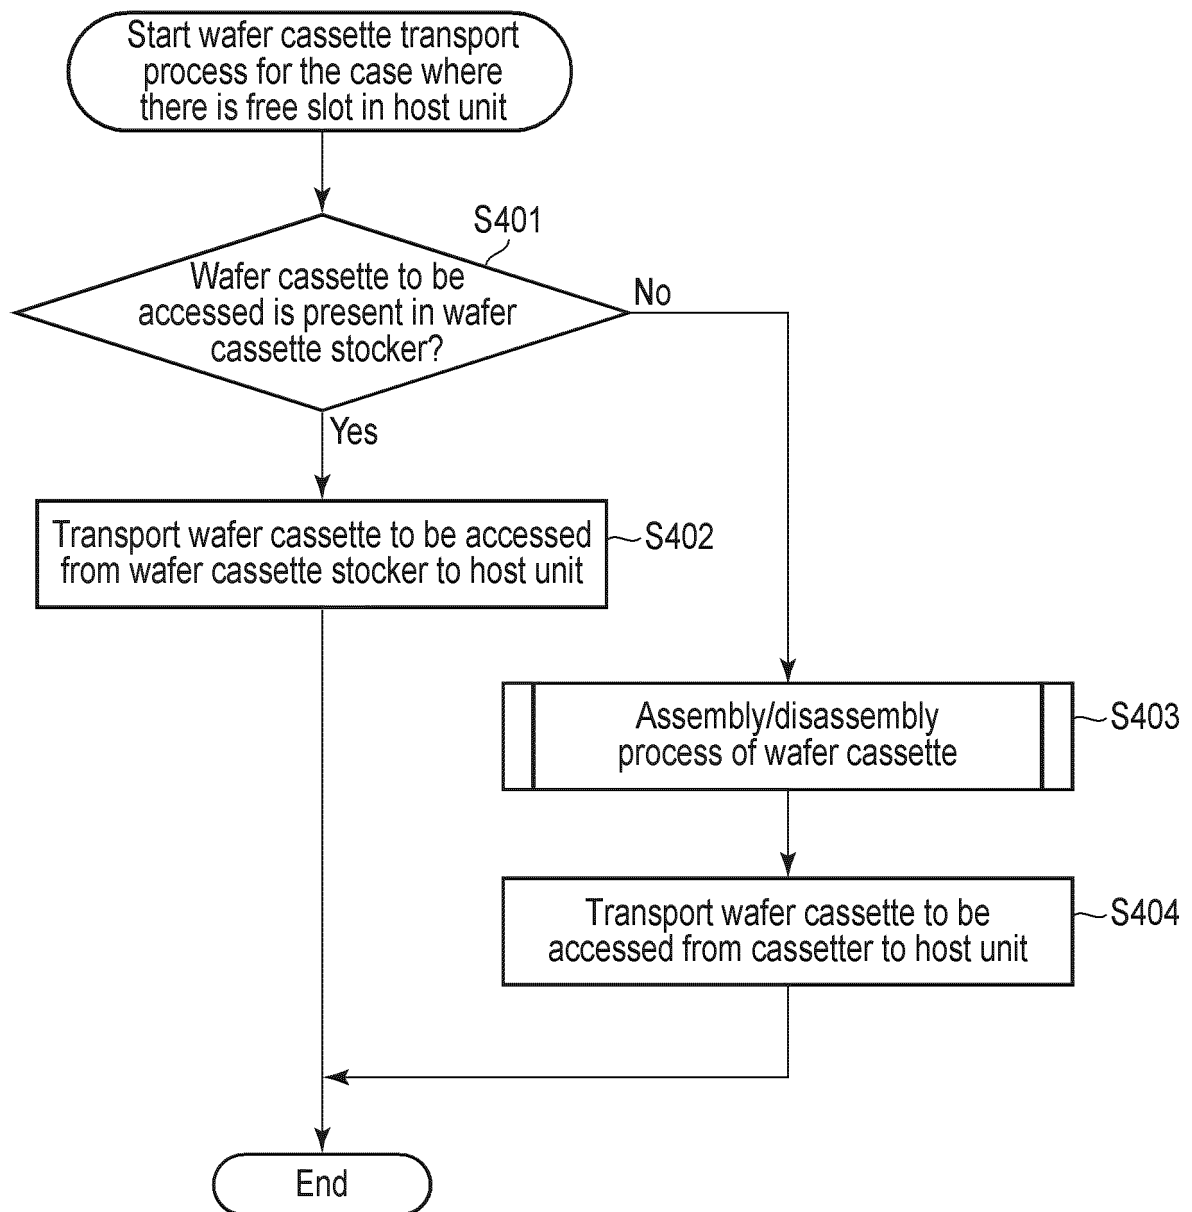 Start wafer cassette transport
process for the case where
there is free slot in host unit
S401
Wafer cassette to be
accessed is present in wafer
cassette stocker?
No
Yes
Transport wafer cassette to be accessed
from wafer cassette stocker to host unit
S402
Assembly/disassembly
process of wafer cassette
S403
Transport wafer cassette to be
accessed from cassetter to host unit
S404
End